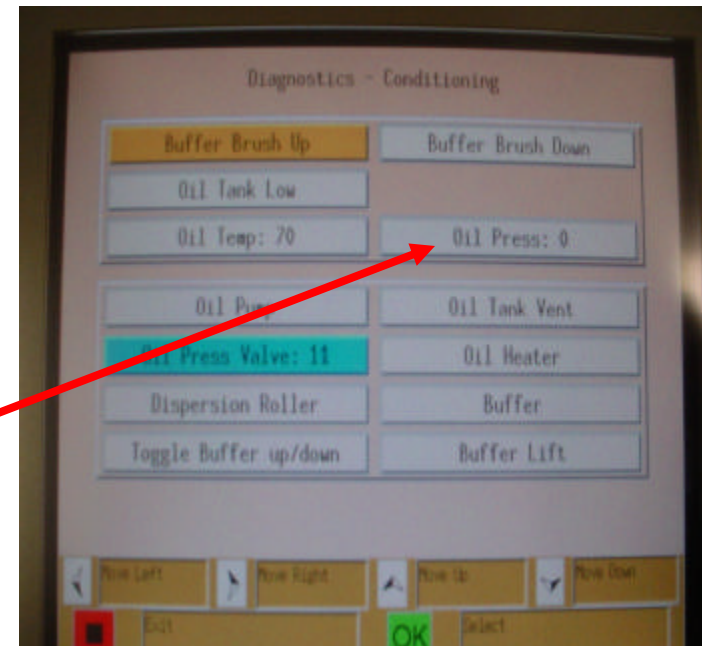 Diagnostics - Conditioning
Buffer Brush Up
Buffer Brush Down
Oil Tank Low
Oil Temp: 70
Oil Press: 0
Oil Pump
Oil Tank Vent
Oil Press Valve: 11
Oil Heater
Dispersion Roller
Buffer
Toggle Buffer up/down
Buffer Lift
Move Left
Move Right
Move Up
Move Down
Exit
OK
Select